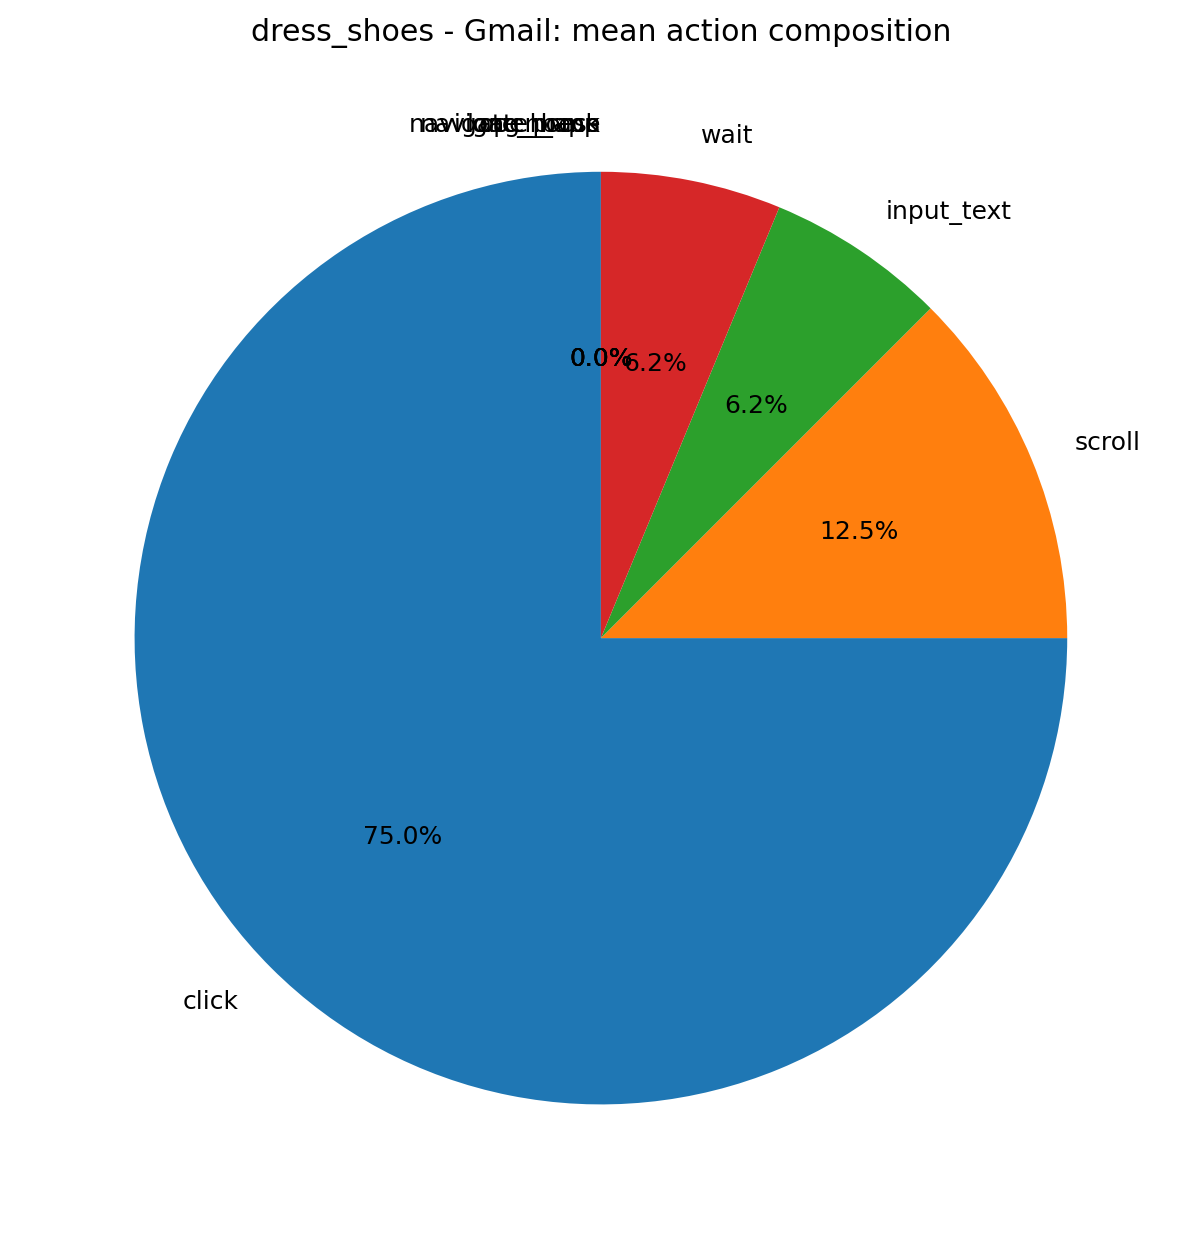 dress_shoes - Gmail: mean action composition
wait
input_text
scroll
0.0%
6.2%
6.2%
12.5%
75.0%
click